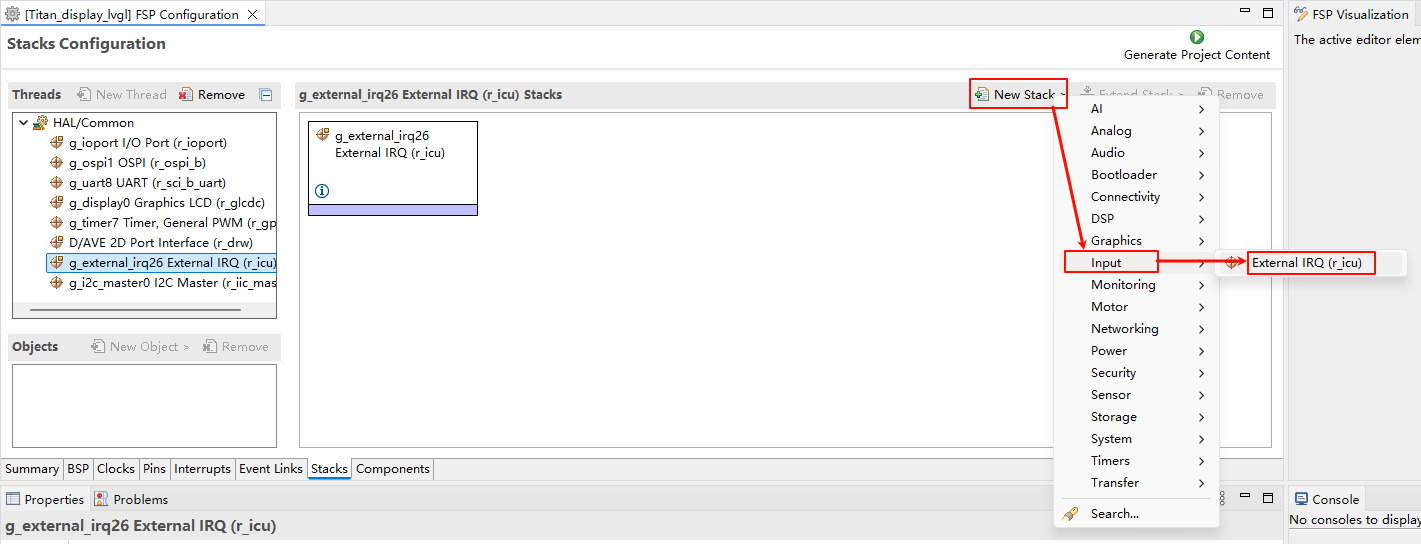 [Titan_display_lvgl] FSP Configuration
FSP Visualization
Stacks Configuration
Generate Project Content
The active editor elem
Threads
New Thread
Remove
g_external_irq26 External IRQ (r_icu) Stacks
New Stack >
Extend Stack >
Remove
HAL/Common
g_ioport I/O Port (r_ioport)
g_ospi1 OSPI (r_ospi_b)
g_uart8 UART (r_sci_b_uart)
g_display0 Graphics LCD (r_glcdc)
g_timer7 Timer, General PWM (r_gp
D/AVE 2D Port Interface (r_drw)
g_external_irq26 External IRQ (r_icu)
g_i2c_master0 I2C Master (r_iic_mas
g_external_irq26
External IRQ (r_icu)
AI
Analog
Audio
Bootloader
Connectivity
DSP
Graphics
Input
Monitoring
Motor
Networking
Power
Security
Sensor
Storage
System
Timers
Transfer
Search...
External IRQ (r_icu)
Objects
New Object >
Remove
Summary
BSP
Clocks
Pins
Interrupts
Event Links
Stacks
Components
Properties
Problems
Console
g_external_irq26 External IRQ (r_icu)
No consoles to display